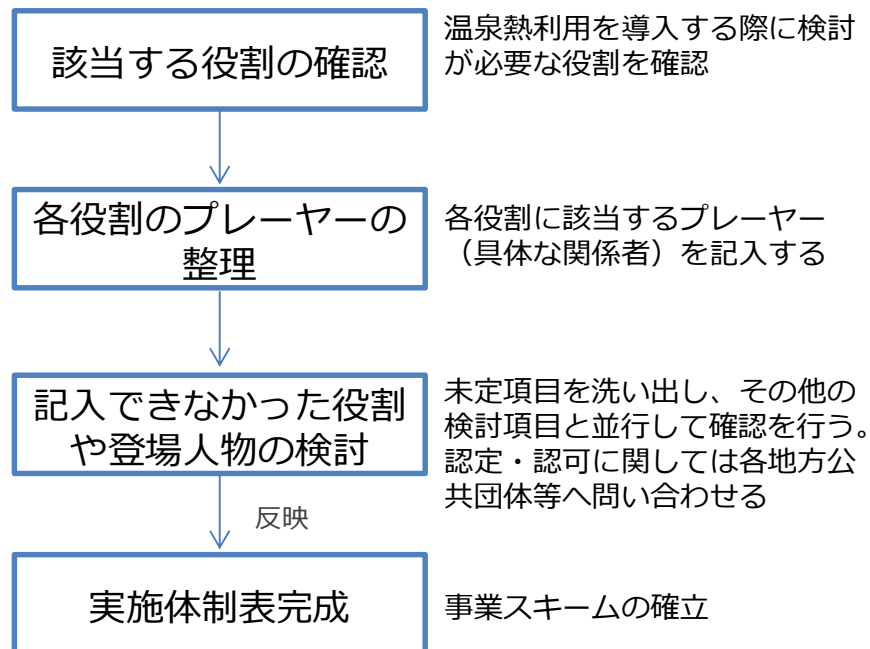 該当する役割の確認
温泉熱利用を導入する際に検討
が必要な役割を確認
各役割のプレーヤーの
整理
各役割に該当するプレーヤー
（具体な関係者）を記入する
記入できなかった役割
や登場人物の検討
未定項目を洗い出し、その他の
検討項目と並行して確認を行う。
認定・認可に関しては各地方公
共団体等へ問い合わせる
反映
実施体制表完成
事業スキームの確立